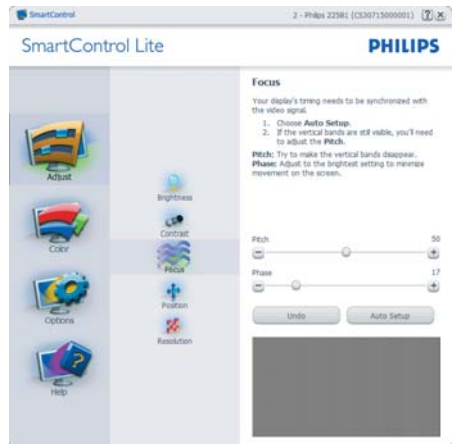 SmartControl
2 - Philips 225B1 (CS30715000001)
? X
SmartControl Lite
PHILIPS
Adjust
Color
Options
Help
Brightness
Contrast
Focus
Position
Resolution
Focus
Your display's timing needs to be synchronized with
the video signal.
1. Choose Auto Setup.
2. If the vertical bands are still visible, you'll need
to adjust the Pitch.
Pitch: Try to make the vertical bands disappear.
Phase: Adjust to the brightest setting to minimize
movement on the screen.
Pitch 50
Phase 17
Undo
Auto Setup